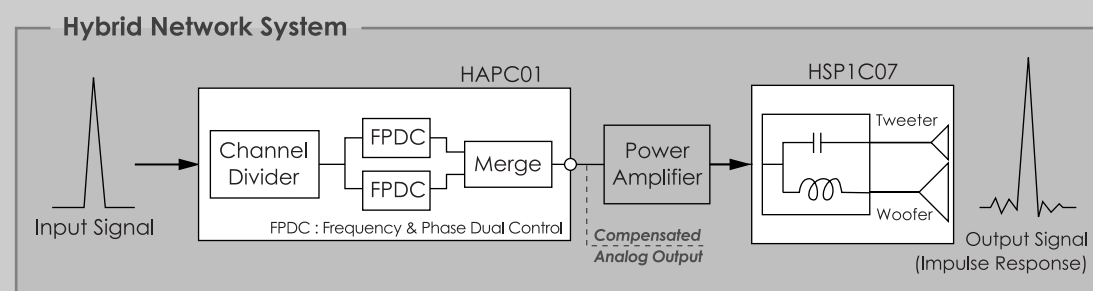 Hybrid Network System
HAPC01
HSP1C07
Input Signal
Channel
Divider
FPDC
FPDC
Merge
FPDC : Frequency & Phase Dual Control
Compensated
Analog Output
Power
Amplifier
Tweeter
Woofer
Output Signal
(Impulse Response)